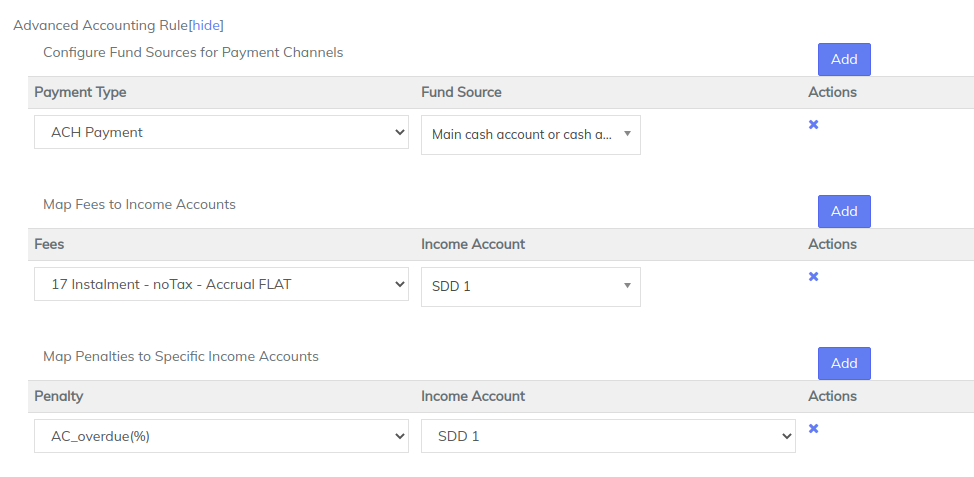 Advanced Accounting Rule[hide]
Configure Fund Sources for Payment Channels
Add
Payment Type Fund Source Actions
ACH Payment Main cash account or cash a...
Map Fees to Income Accounts
Add
Fees Income Account Actions
17 Instalment - noTax - Accrual FLAT SDD 1
Map Penalties to Specific Income Accounts
Add
Penalty Income Account Actions
AC_overdue(%) SDD 1